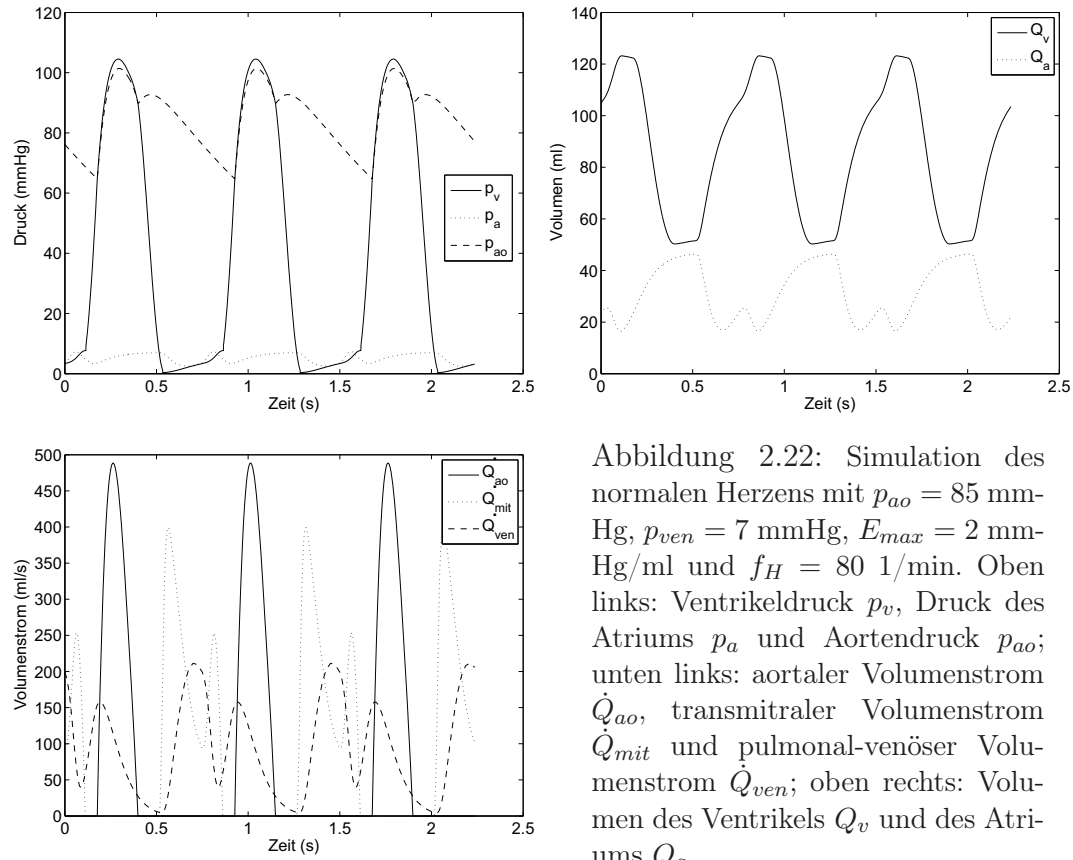 120
100
80
60
40
20
0
Druck (mmHg)
0 0.5 1 1.5 2 2.5
Zeit (s)
p_v
p_a
p_ao
140
120
100
80
60
40
20
0
Volumen (ml)
0 0.5 1 1.5 2 2.5
Zeit (s)
Q_v
Q_a
500
450
400
350
300
250
200
150
100
50
0
Volumenstrom (ml/s)
0 0.5 1 1.5 2 2.5
Zeit (s)
Q̇_ao
Q̇_mit
Q̇_ven
Abbildung 2.22: Simulation des
normalen Herzens mit p_ao = 85 mm-
Hg, p_ven = 7 mmHg, E_max = 2 mm-
Hg/ml und f_H = 80 1/min. Oben
links: Ventrikeldruck p_v, Druck des
Atriums p_a und Aortendruck p_ao;
unten links: aortaler Volumenstrom
Q̇_ao, transmitraler Volumenstrom
Q̇_mit und pulmonal-venöser Volu-
menstrom Q̇_ven; oben rechts: Volu-
men des Ventrikels Q_v und des Atri-
ums Q_a